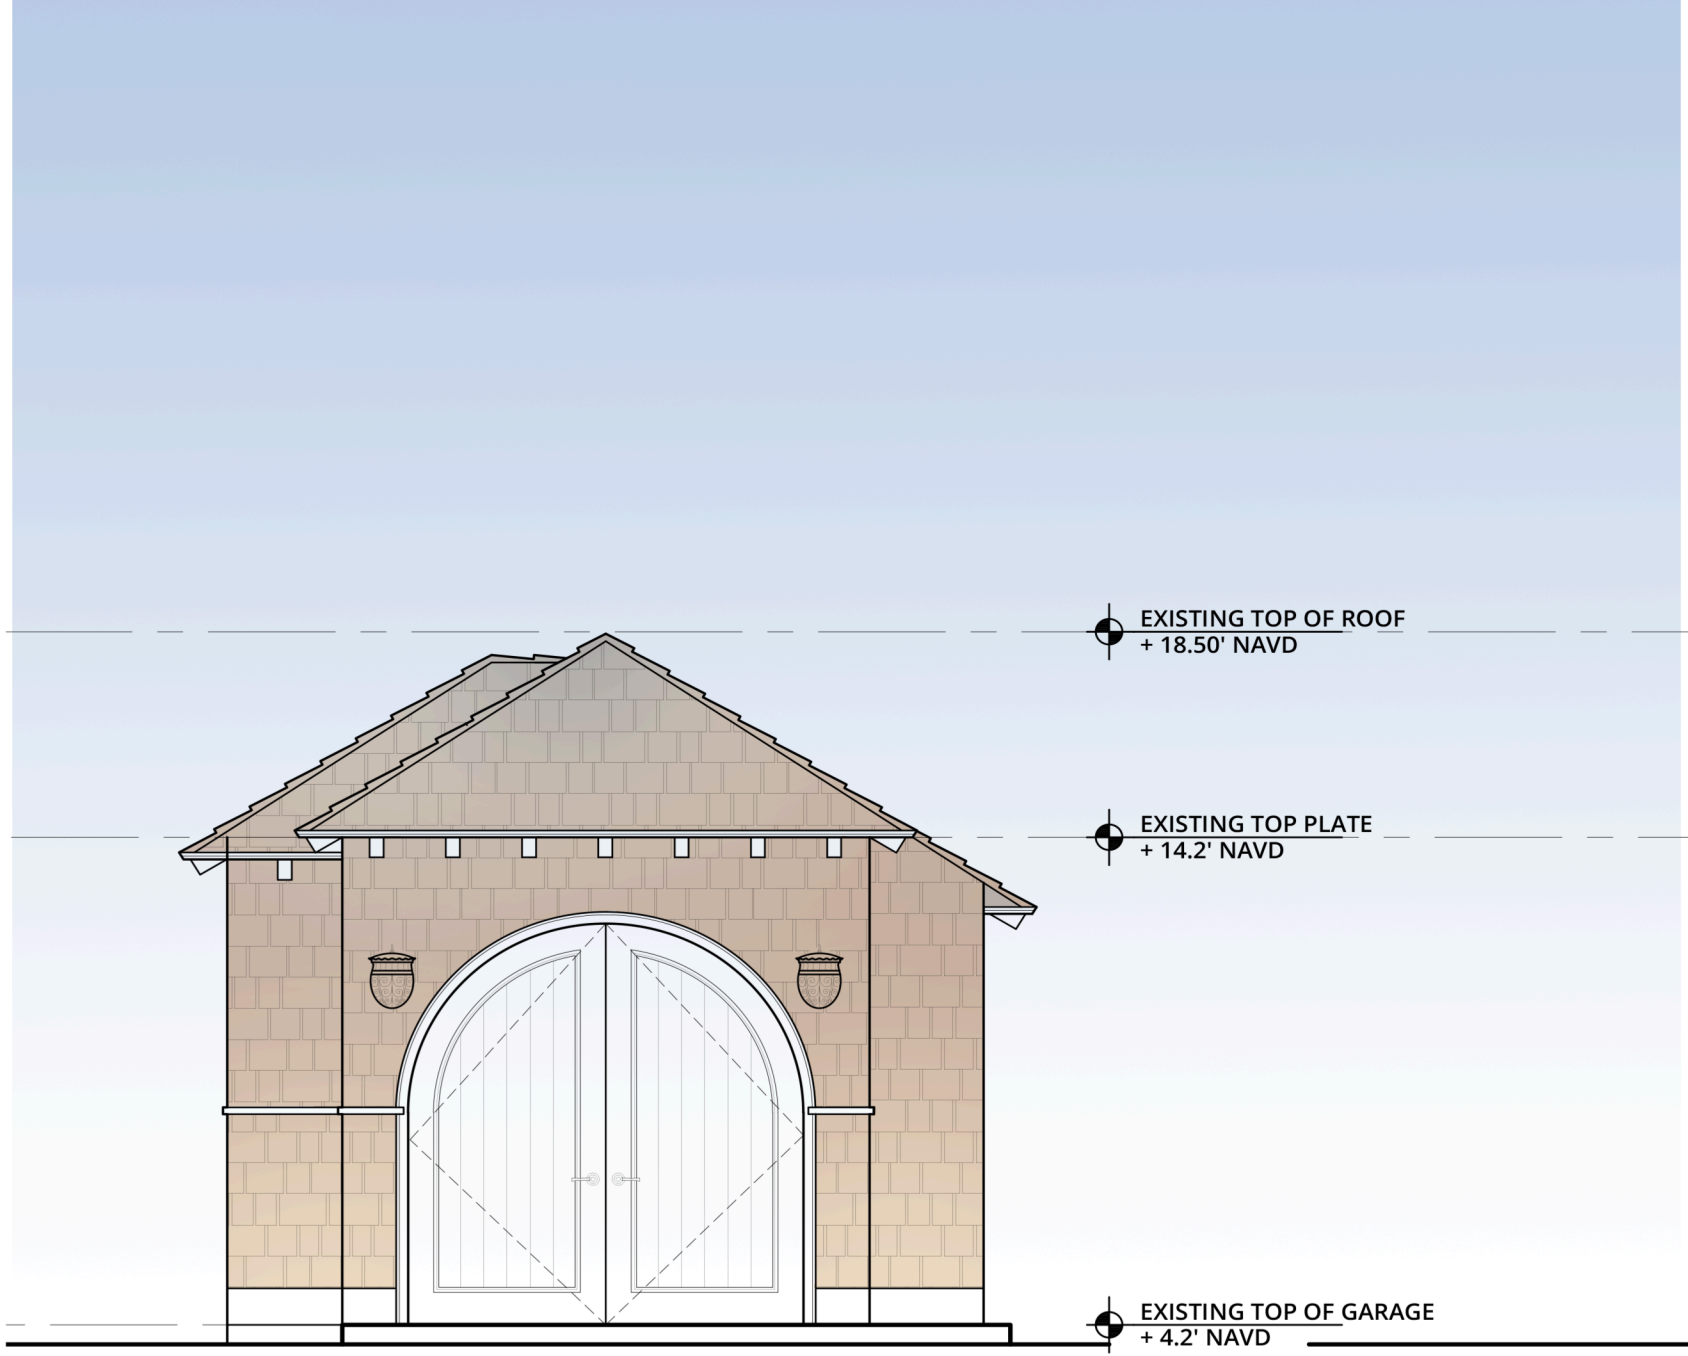 EXISTING TOP OF ROOF
+ 18.50' NAVD
EXISTING TOP PLATE
+ 14.2' NAVD
EXISTING TOP OF GARAGE
+ 4.2' NAVD